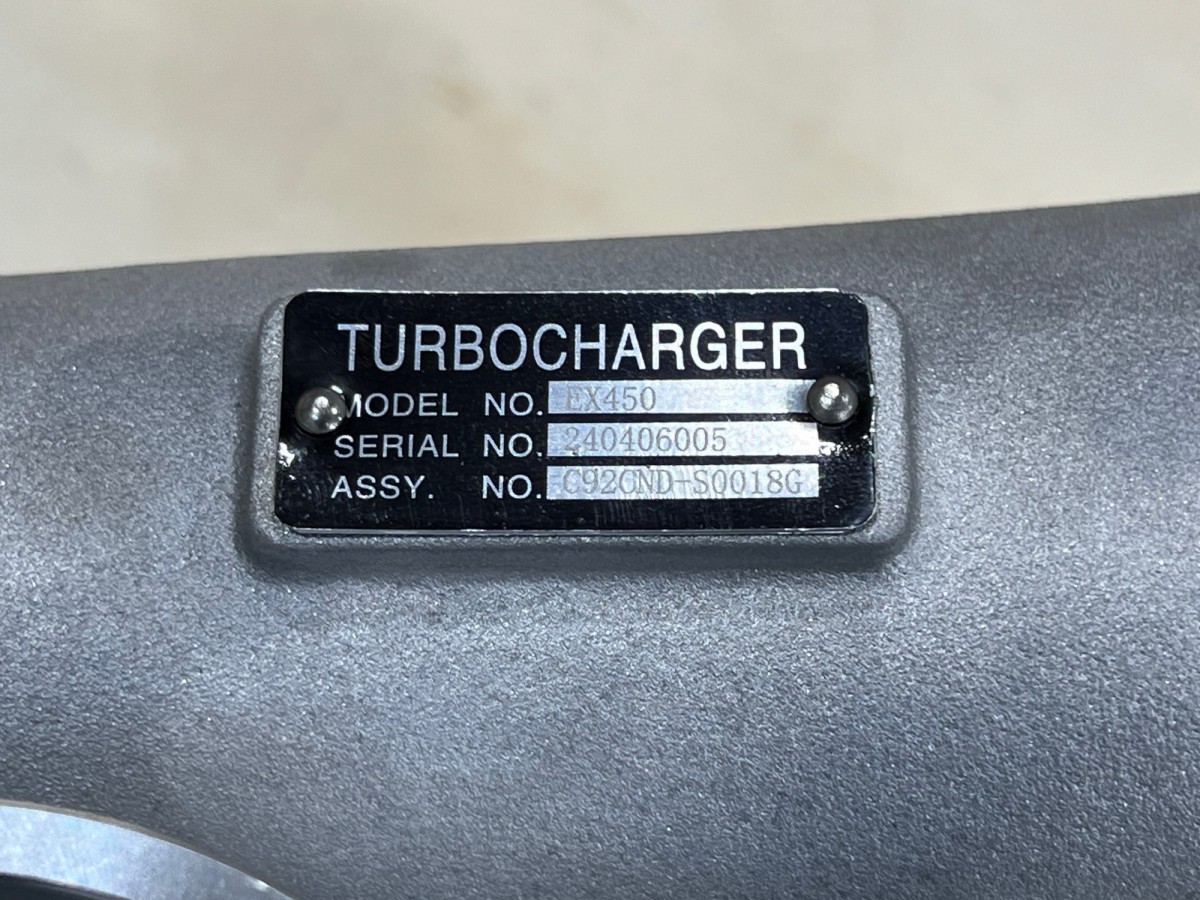 TURBOCHARGER
MODEL NO. EX450
SERIAL NO. 240406005
ASSY. NO. C92CND-S0018G